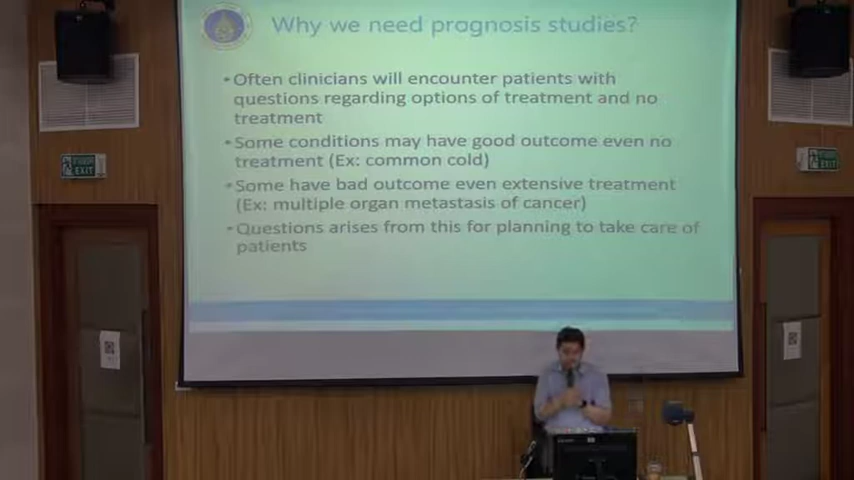 Why we need prognosis studies?
•Often clinicians will encounter patients with
questions regarding options of treatment and no
treatment
•Some conditions may have good outcome even no
treatment (Ex: common cold)
•Some have bad outcome even extensive treatment
(Ex: multiple organ metastasis of cancer)
•Questions arises from this for planning to take care of
patients
EXIT
EXIT